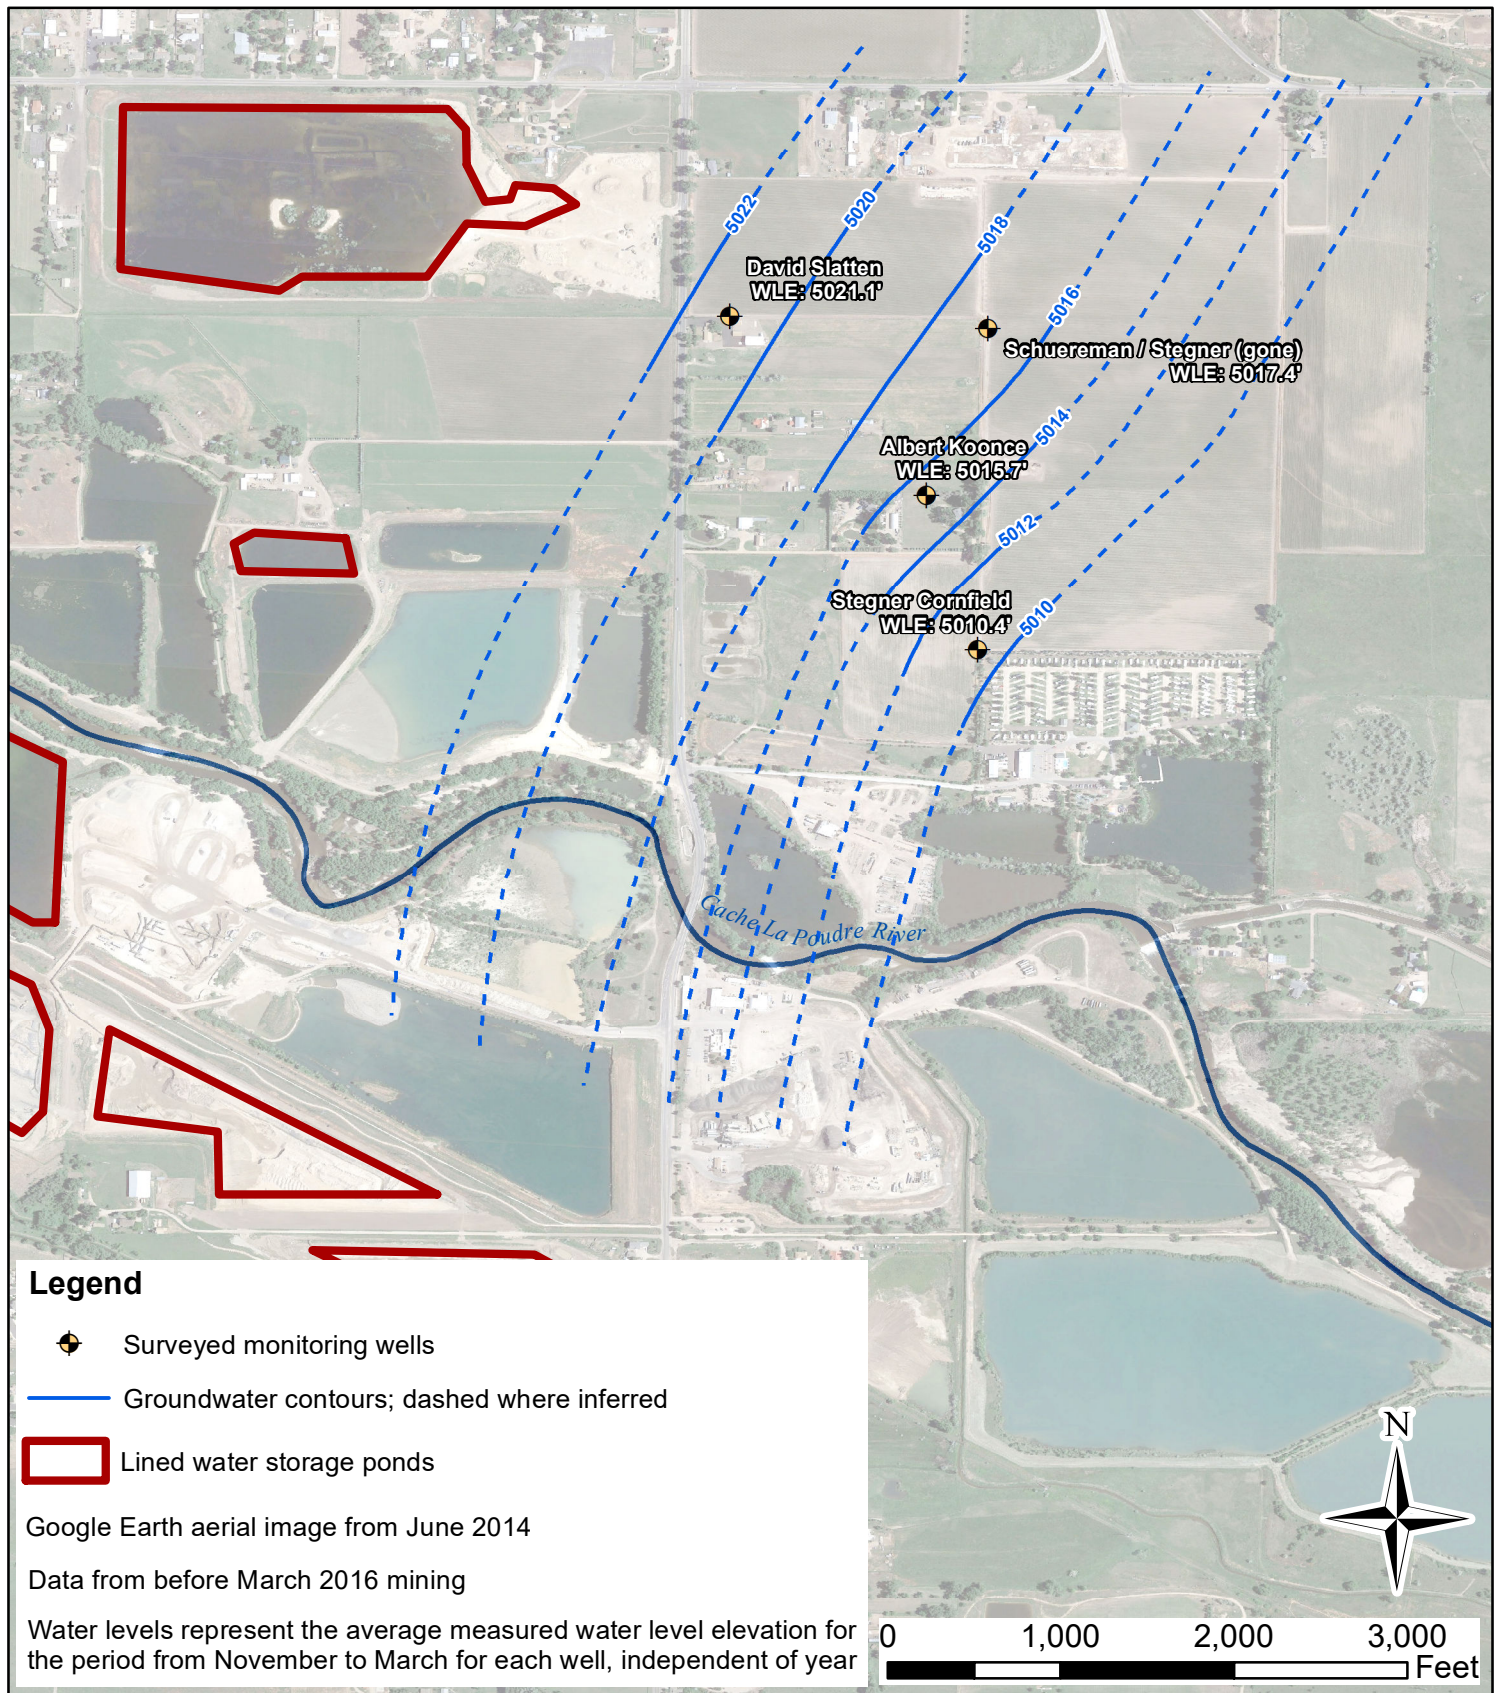 5022
5020
5018
David Slatten
WLE: 5021.1'
5016
Schuereman / Stegner (gone)
WLE: 5017.4'
5014
Albert Koonce
WLE: 5015.7'
5012
Stegner Cornfield
WLE: 5010.4'
5010
Cache La Poudre River
Legend
Surveyed monitoring wells
Groundwater contours; dashed where inferred
Lined water storage ponds
Google Earth aerial image from June 2014
Data from before March 2016 mining
Water levels represent the average measured water level elevation for
the period from November to March for each well, independent of year
N
0 1,000 2,000 3,000
Feet